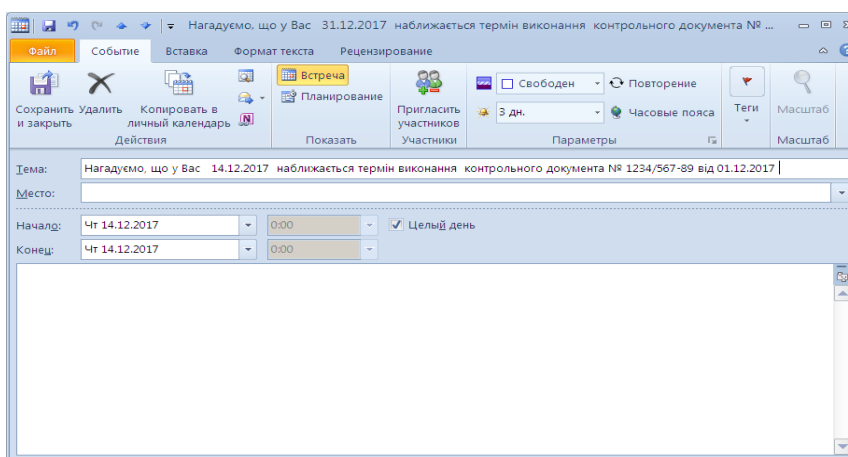 Нагадуємо, що у Вас 31.12.2017 наближається термін виконання контрольного документа № ...
Файл Событие Вставка Формат текста Рецензирование
Сохранить и закрыть
Удалить
Копировать в личный календарь
Действия
Встреча
Планирование
Показать
Пригласить участников
Участники
Свободен
Повторение
3 дн.
Часовые пояса
Параметры
Теги
Масштаб
Масштаб
Тема: Нагадуємо, що у Вас 14.12.2017 наближається термін виконання контрольного документа № 1234/567-89 від 01.12.2017
Место:
Начало: Чт 14.12.2017 0:00 Целый день
Конец: Чт 14.12.2017 0:00